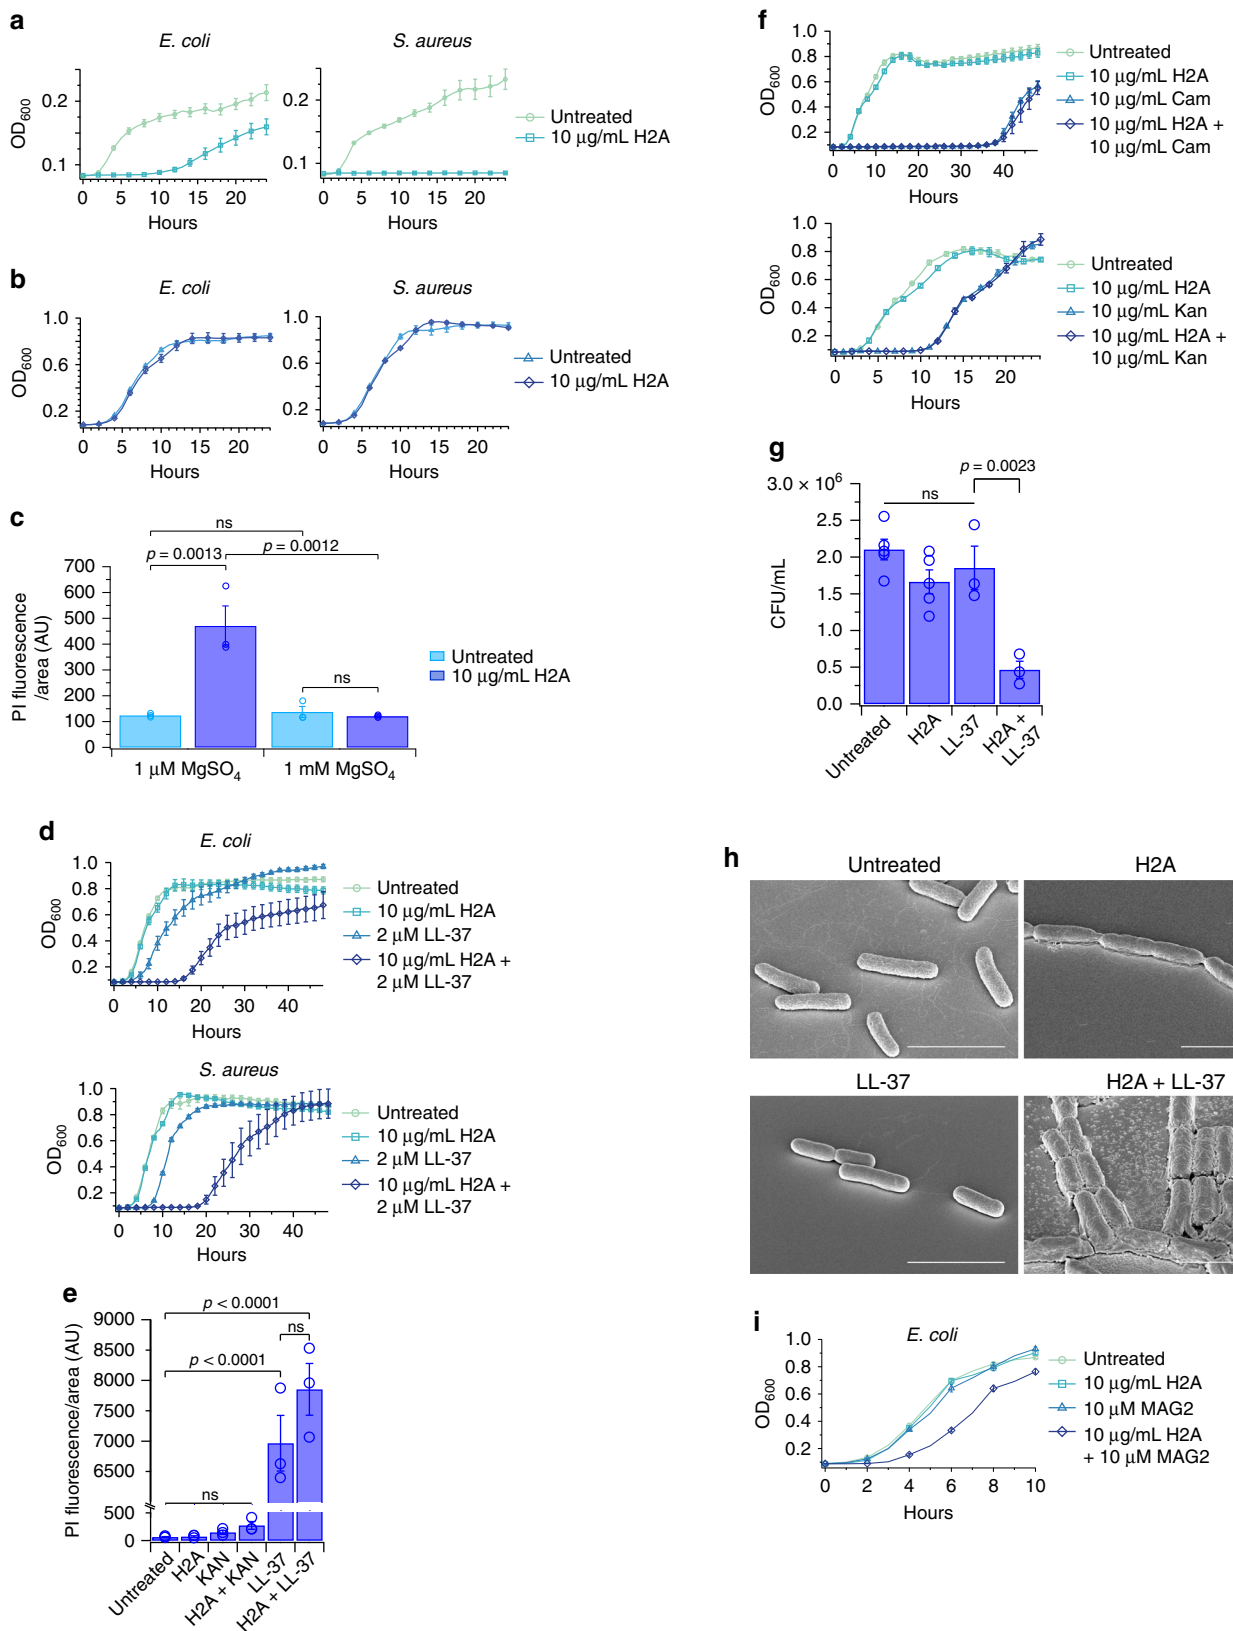 a
E. coli
S. aureus
OD600
0.2
0.1
0.2
0.1
0 5 10 15 20
0 5 10 15 20
Hours
Hours
Untreated
10 μg/mL H2A
b
E. coli
S. aureus
OD600
1.0
0.6
0.2
1.0
0.6
0.2
0 5 10 15 20
0 5 10 15 20
Hours
Hours
Untreated
10 μg/mL H2A
c
ns
p = 0.0013
p = 0.0012
ns
PI fluorescence
/area (AU)
700
600
500
400
300
200
100
0
1 μM MgSO4
1 mM MgSO4
Untreated
10 μg/mL H2A
d
E. coli
OD600
1.0
0.8
0.6
0.4
0.2
0 10 20 30 40
Hours
Untreated
10 μg/mL H2A
2 μM LL-37
10 μg/mL H2A +
2 μM LL-37
S. aureus
OD600
1.0
0.8
0.6
0.4
0.2
0 10 20 30 40
Hours
Untreated
10 μg/mL H2A
2 μM LL-37
10 μg/mL H2A +
2 μM LL-37
e
p < 0.0001
ns
p < 0.0001
ns
PI fluorescence/area (AU)
9000
8500
8000
7500
7000
6500
500
0
Untreated
H2A
KAN
H2A + KAN
LL-37
H2A + LL-37
f
OD600
1.0
0.8
0.6
0.4
0.2
0 10 20 30 40
Hours
Untreated
10 μg/mL H2A
10 μg/mL Cam
10 μg/mL H2A +
10 μg/mL Cam
OD600
1.0
0.8
0.6
0.4
0.2
0 5 10 15 20
Hours
Untreated
10 μg/mL H2A
10 μg/mL Kan
10 μg/mL H2A +
10 μg/mL Kan
g
p = 0.0023
ns
CFU/mL
3.0 × 10⁶
2.5
2.0
1.5
1.0
0.5
0.0
Untreated
H2A
LL-37
H2A +
LL-37
h
Untreated
H2A
LL-37
H2A + LL-37
i
E. coli
OD600
1.0
0.8
0.6
0.4
0.2
0 2 4 6 8 10
Hours
Untreated
10 μg/mL H2A
10 μM MAG2
10 μg/mL H2A
+ 10 μM MAG2